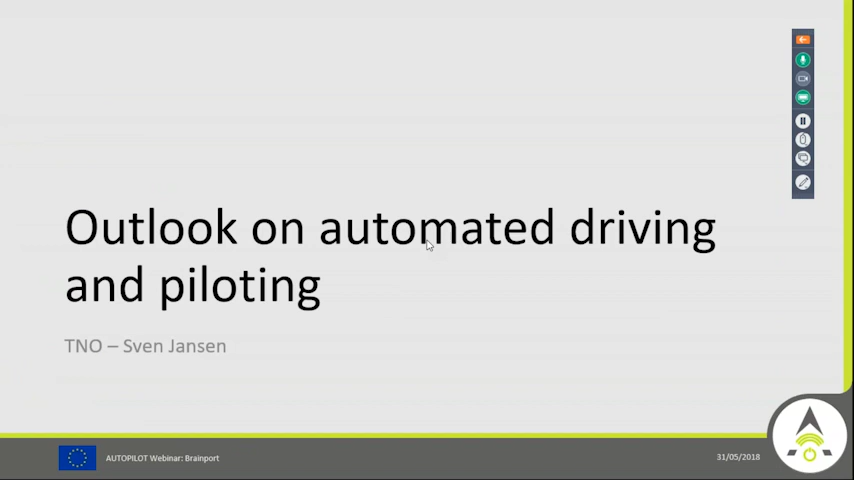 Outlook on automated driving
and piloting
TNO – Sven Jansen
AUTOPILOT Webinar: Brainport
31/05/2018